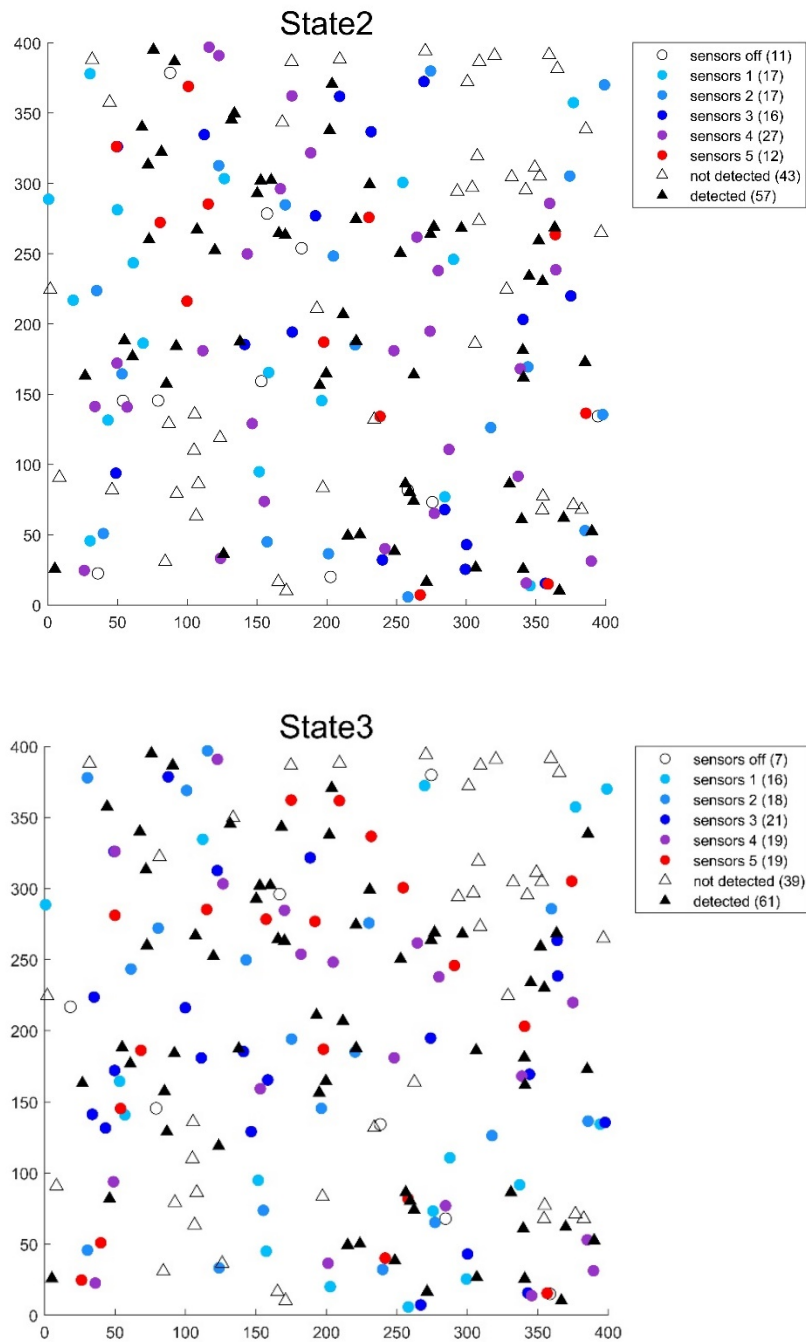 State2
400
350
300
250
200
150
100
50
0
0 50 100 150 200 250 300 350 400
sensors off (11)
sensors 1 (17)
sensors 2 (17)
sensors 3 (16)
sensors 4 (27)
sensors 5 (12)
not detected (43)
detected (57)
State3
400
350
300
250
200
150
100
50
0
0 50 100 150 200 250 300 350 400
sensors off (7)
sensors 1 (16)
sensors 2 (18)
sensors 3 (21)
sensors 4 (19)
sensors 5 (19)
not detected (39)
detected (61)